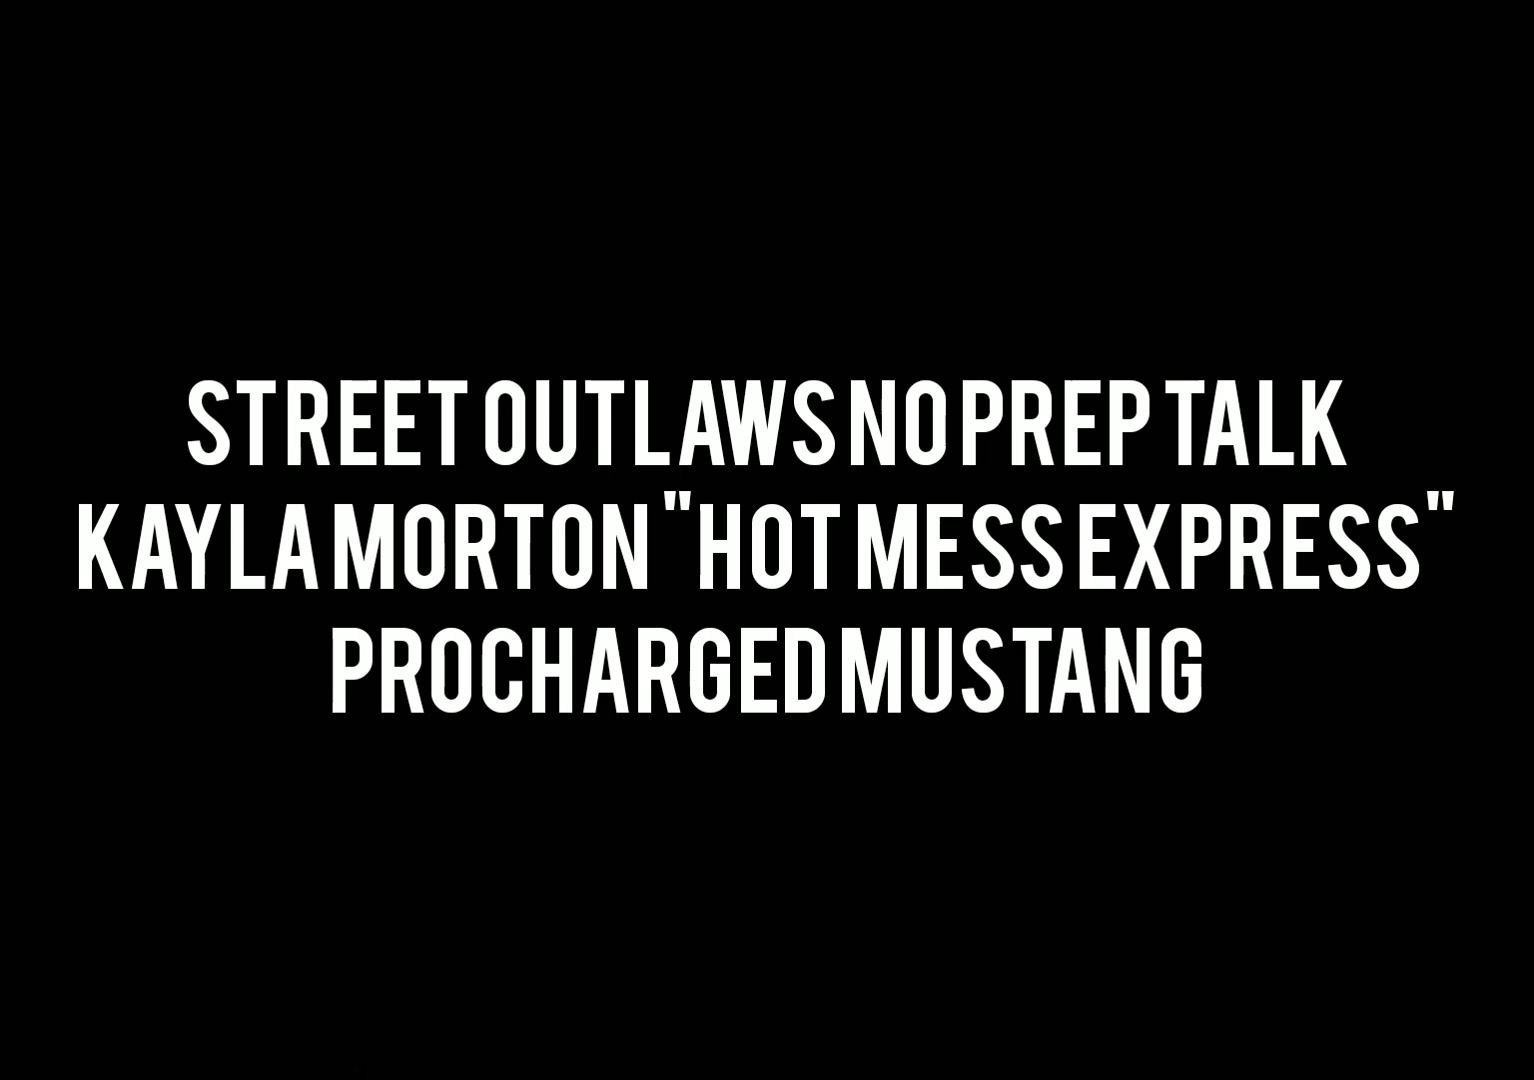 STREET OUTLAWS NO PREP TALK
KAYLA MORTON "HOT MESS EXPRESS"
PROCHARGED MUSTANG